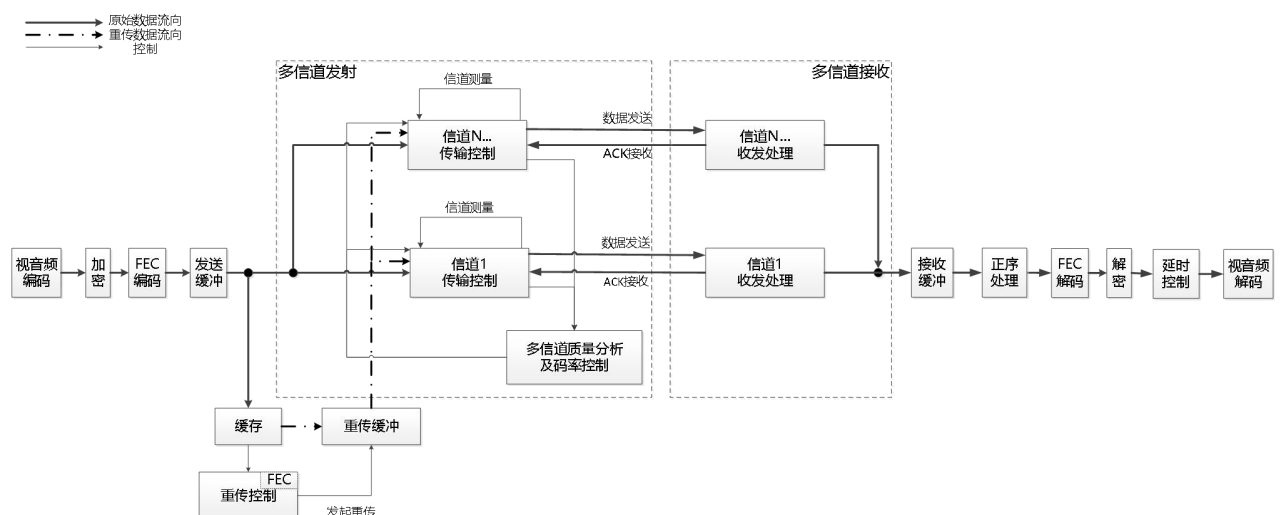 原始数据流向
重传数据流向
控制
多信道发射
多信道接收
信道测量
信道N...
传输控制
数据发送
ACK接收
信道N...
收发处理
信道测量
信道1
传输控制
数据发送
ACK接收
信道1
收发处理
视音频
编码
加
密
FEC
编码
发送
缓冲
接收
缓冲
正序
处理
FEC
解码
解
密
延时
控制
视音频
解码
多信道质量分析
及码率控制
缓存
重传缓冲
FEC
重传控制
发起重传